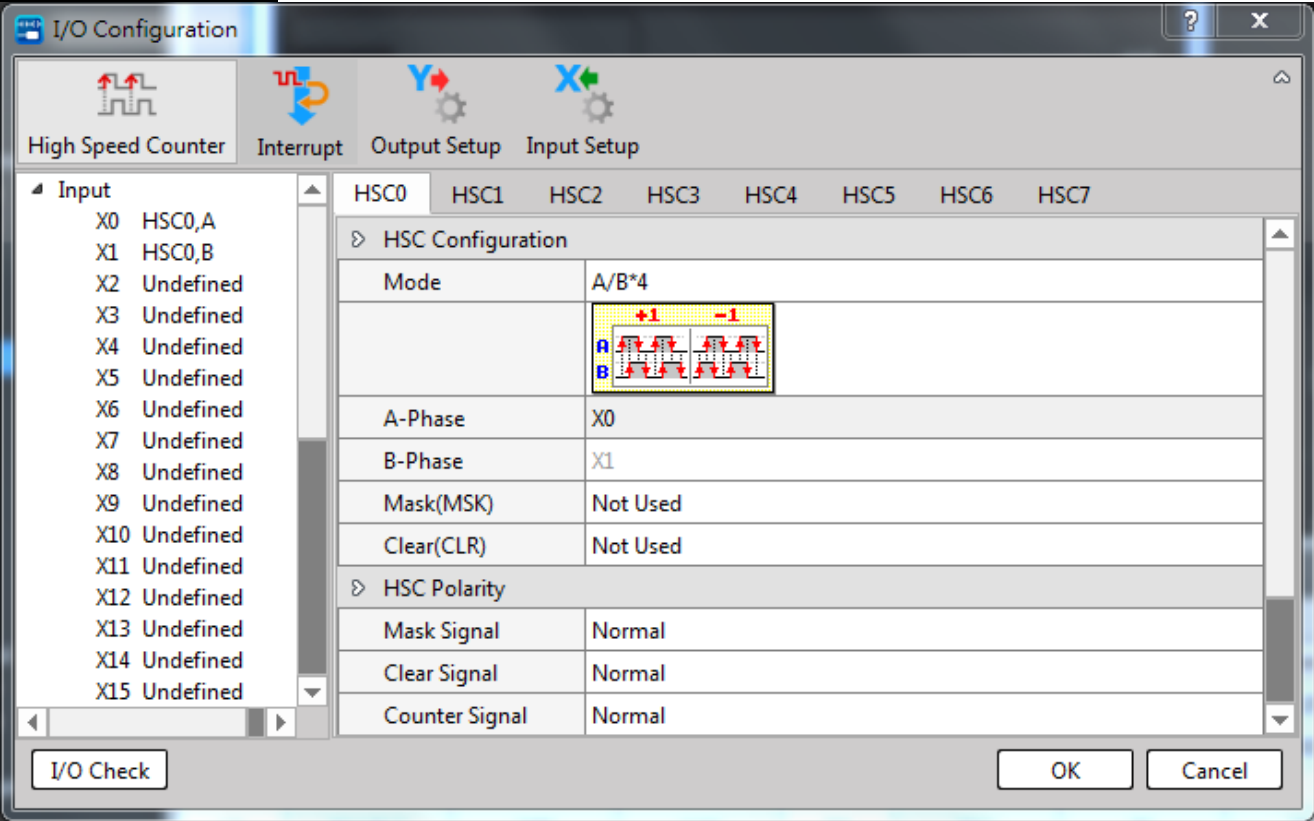 I/O Configuration
?
X
High Speed Counter
Interrupt
Output Setup
Input Setup
Input
X0 HSC0,A
X1 HSC0,B
X2 Undefined
X3 Undefined
X4 Undefined
X5 Undefined
X6 Undefined
X7 Undefined
X8 Undefined
X9 Undefined
X10 Undefined
X11 Undefined
X12 Undefined
X13 Undefined
X14 Undefined
X15 Undefined
HSC0 HSC1 HSC2 HSC3 HSC4 HSC5 HSC6 HSC7
HSC Configuration
Mode A/B*4
+1 -1
A
B
A-Phase X0
B-Phase X1
Mask(MSK) Not Used
Clear(CLR) Not Used
HSC Polarity
Mask Signal Normal
Clear Signal Normal
Counter Signal Normal
I/O Check
OK
Cancel